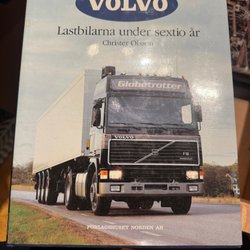 VOLVO
Lastbilarna under sextio år
Christer Olsson
Globetrotter
VOLVO
F12
FÖRLAGSHUSET NORDEN AB